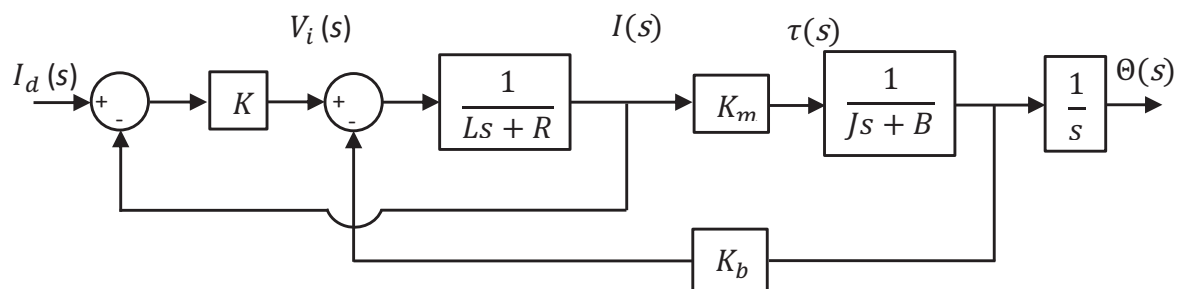 V_i (s)
I(s)
τ(s)
I_d (s)
+
-
K
+
-
1
Ls + R
K_m
1
Js + B
1
s
Θ(s)
K_b